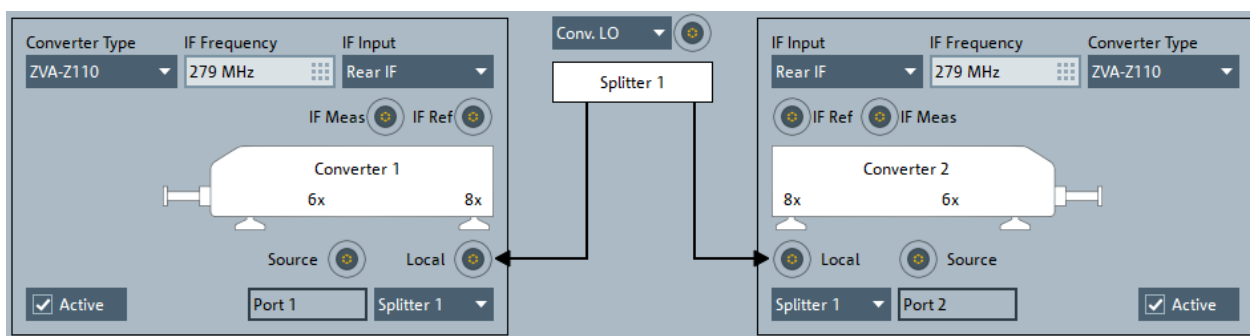 Converter Type IF Frequency IF Input
ZVA-Z110 279 MHz Rear IF
IF Meas IF Ref
Converter 1
6x 8x
Source Local
Active Port 1 Splitter 1
Conv. LO
Splitter 1
IF Input IF Frequency Converter Type
Rear IF 279 MHz ZVA-Z110
IF Ref IF Meas
Converter 2
8x 6x
Local Source
Splitter 1 Port 2 Active